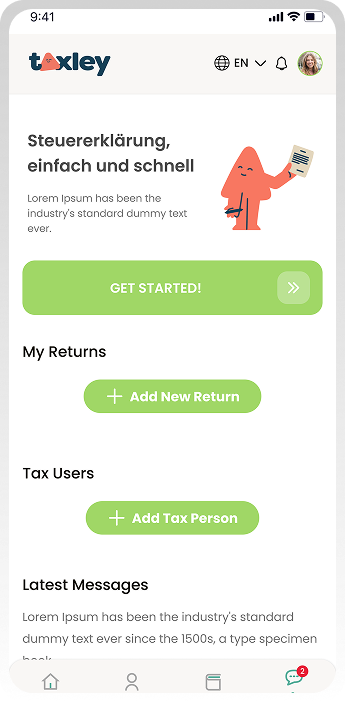 9:41
taxley
EN
Steuererklärung,
einfach und schnell
Lorem Ipsum has been the
industry's standard dummy text
ever.
GET STARTED!
My Returns
Add New Return
Tax Users
Add Tax Person
Latest Messages
Lorem Ipsum has been the industry's standard
dummy text ever since the 1500s, a type specimen
book
2